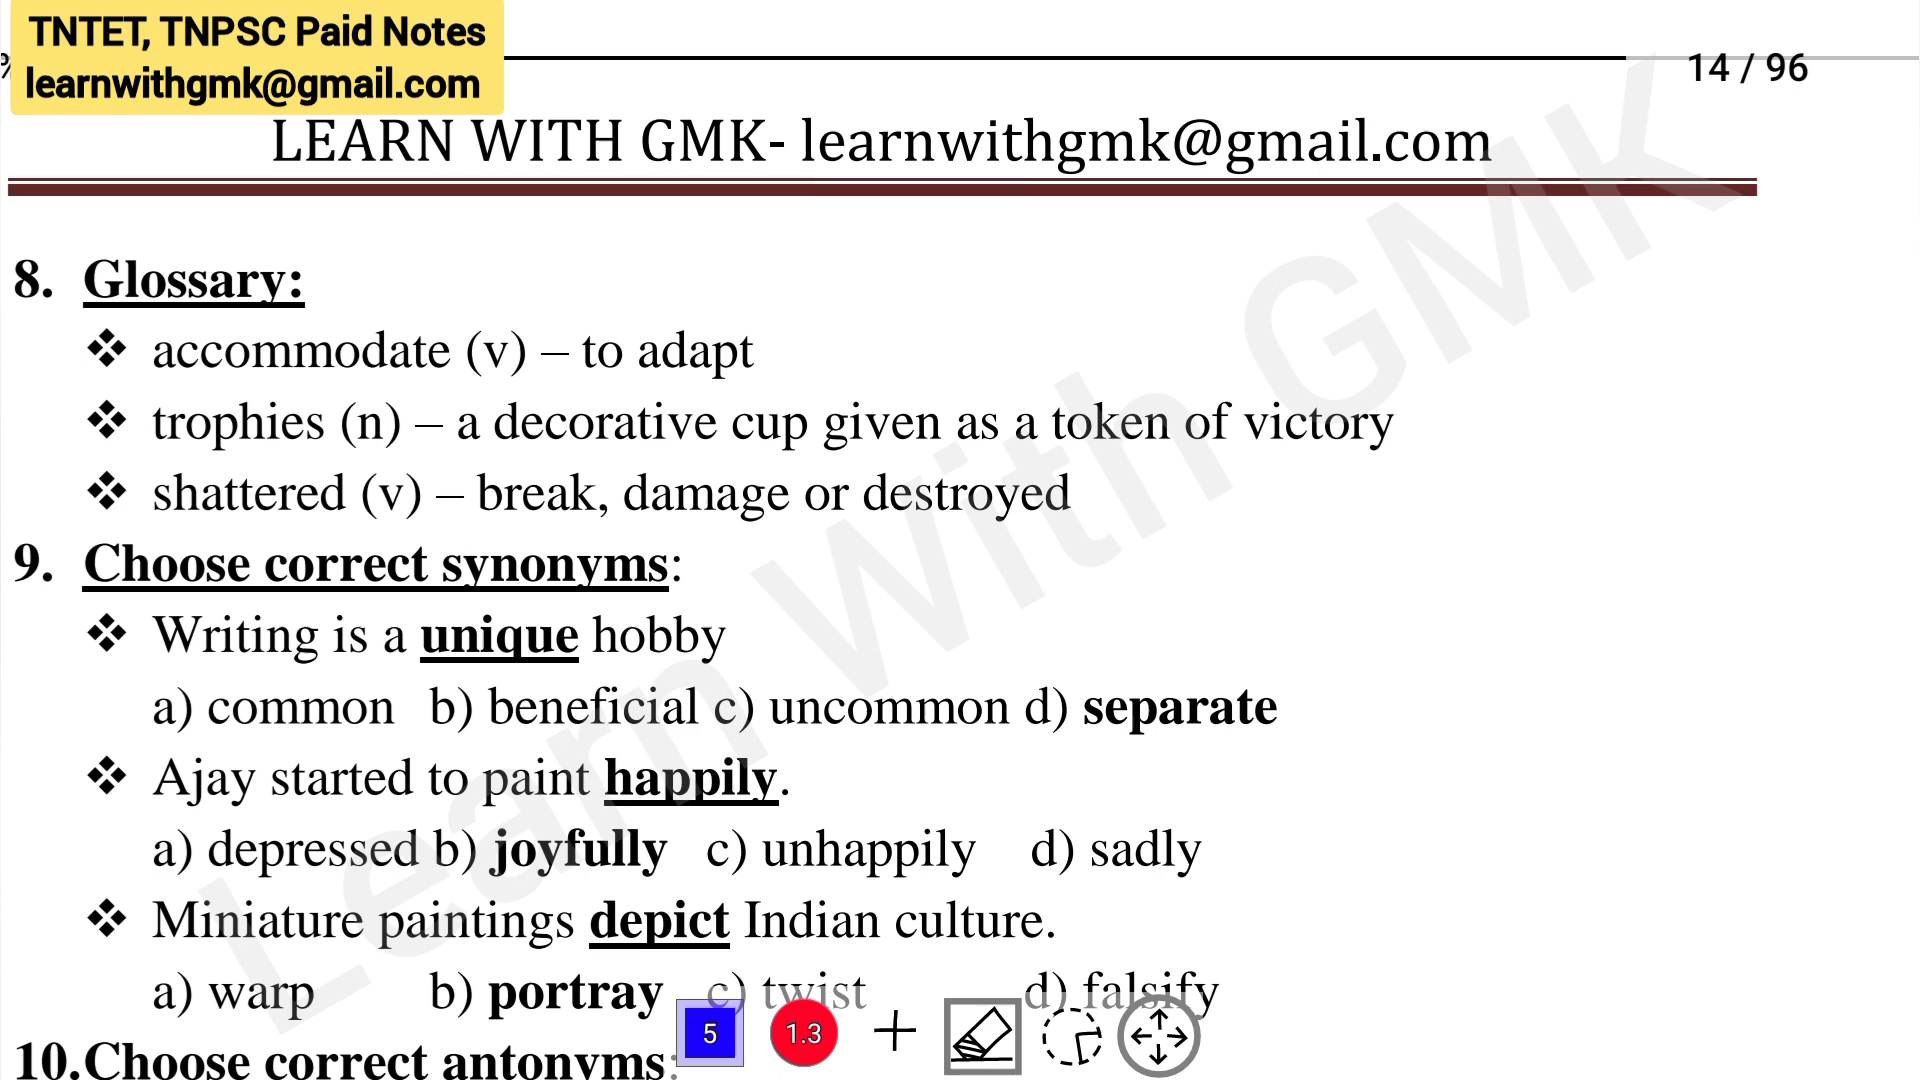 TNTET, TNPSC Paid Notes
learnwithgmk@gmail.com
14 / 96
LEARN WITH GMK- learnwithgmk@gmail.com
8. Glossary:
❖ accommodate (v) – to adapt
❖ trophies (n) – a decorative cup given as a token of victory
❖ shattered (v) – break, damage or destroyed
9. Choose correct synonyms:
❖ Writing is a unique hobby
a) common b) beneficial c) uncommon d) separate
❖ Ajay started to paint happily.
a) depressed b) joyfully c) unhappily d) sadly
❖ Miniature paintings depict Indian culture.
a) warp b) portray c) twist d) falsify
10.Choose correct antonyms:
5 1.3
Learn With GMK